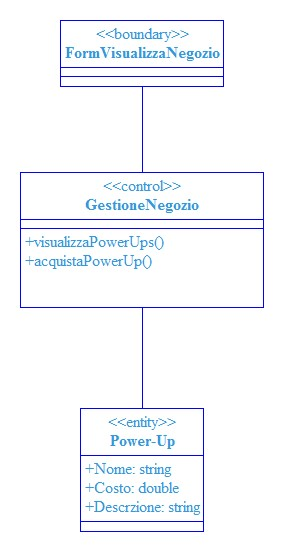 <<boundary>>
FormVisualizzaNegozio
<<control>>
GestioneNegozio
+visualizzaPowerUps()
+acquistaPowerUp()
<<entity>>
Power-Up
+Nome: string
+Costo: double
+Descrzione: string